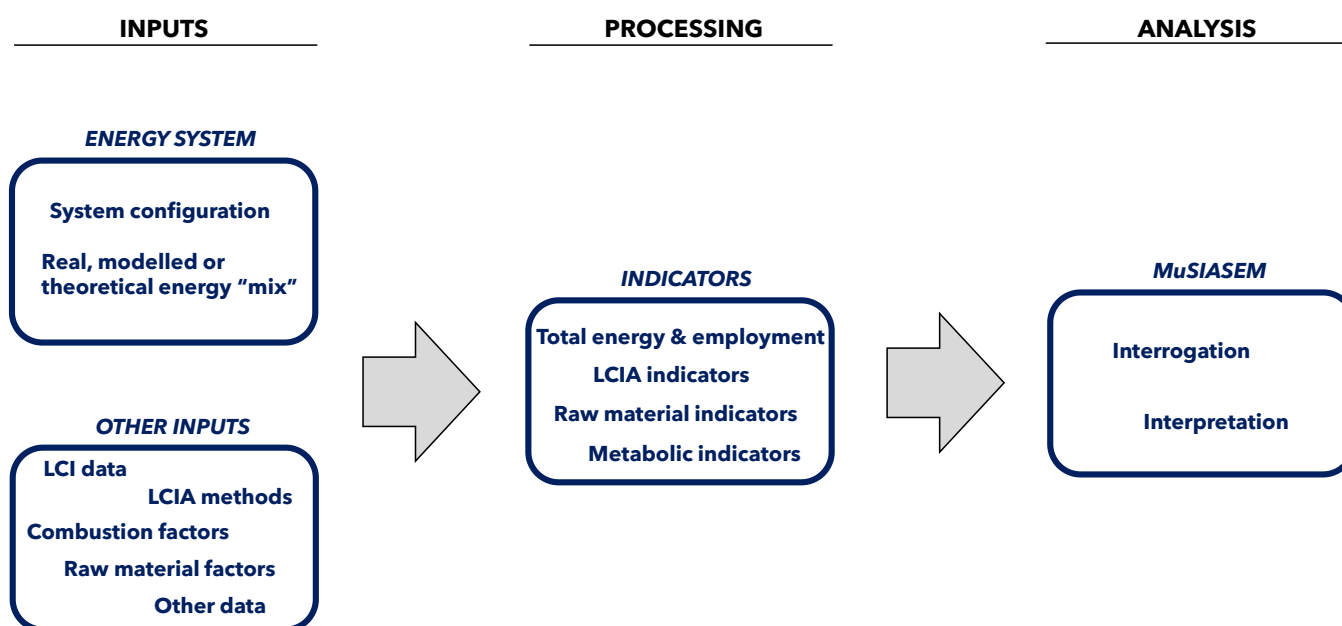 INPUTS
ENERGY SYSTEM
System configuration
Real, modelled or
theoretical energy “mix”
OTHER INPUTS
LCI data
LCIA methods
Combustion factors
Raw material factors
Other data
PROCESSING
INDICATORS
Total energy & employment
LCIA indicators
Raw material indicators
Metabolic indicators
ANALYSIS
MuSIASEM
Interrogation
Interpretation